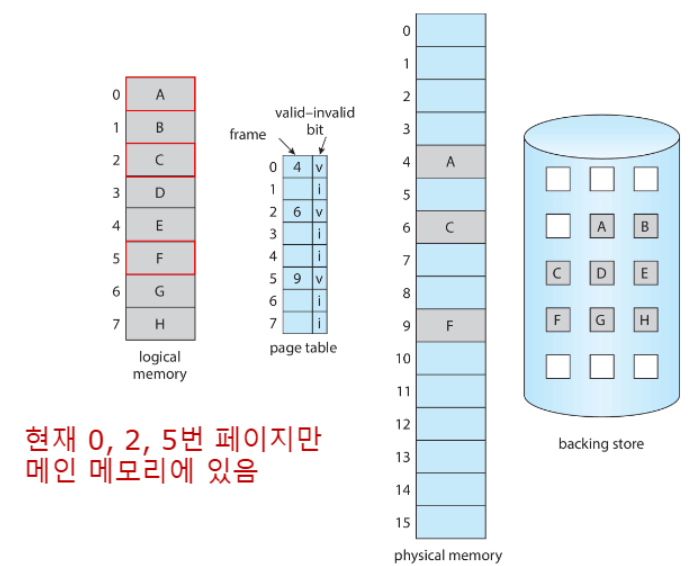 0 A
1 B
2 C
3 D
4 E
5 F
6 G
7 H
logical
memory
valid–invalid
bit
frame
0 4 v
1 i
2 6 v
3 i
4 i
5 9 v
6 i
7 i
page table
0
1
2
3
4 A
5
6 C
7
8
9 F
10
11
12
13
14
15
physical memory
A B
C D E
F G H
backing store
현재 0, 2, 5번 페이지만
메인 메모리에 있음